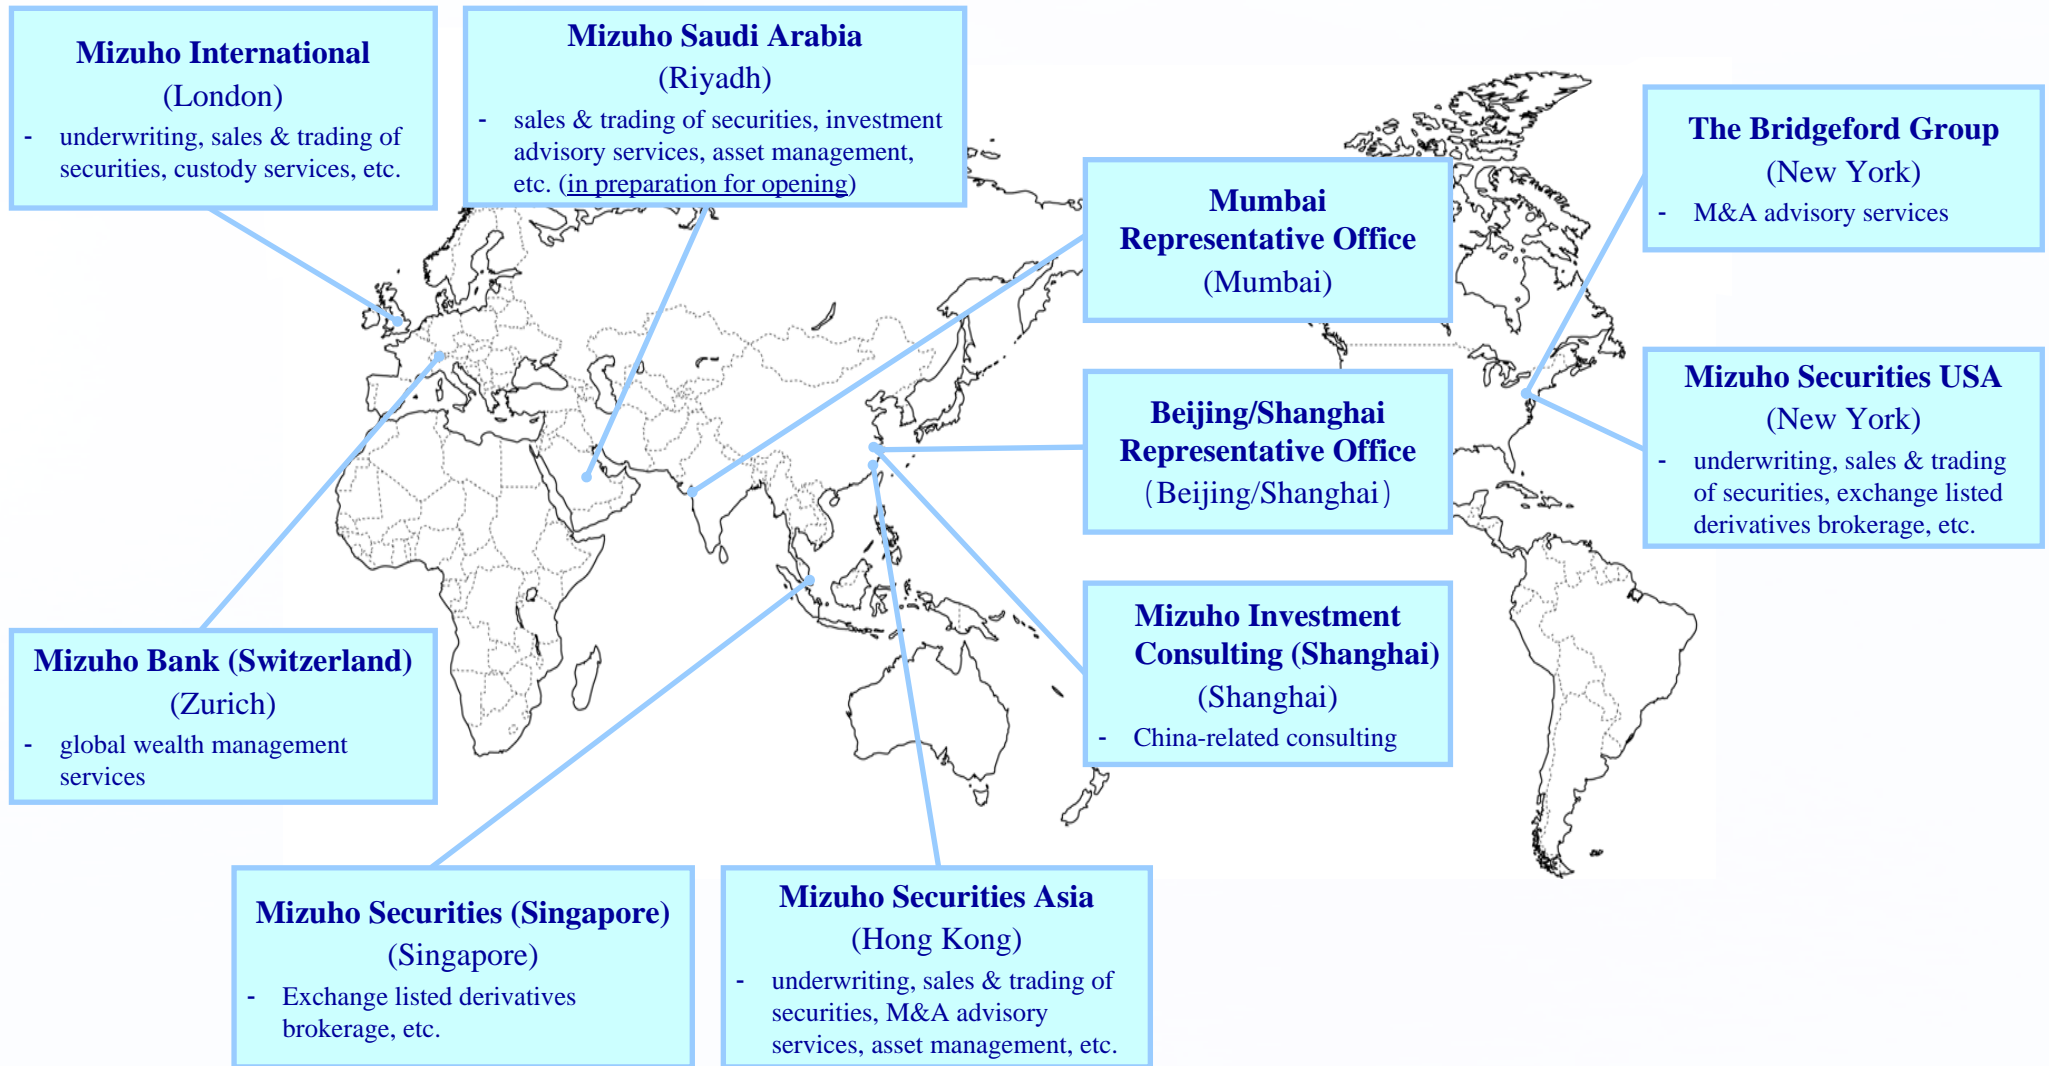 Mizuho International
(London)
- underwriting, sales & trading of
securities, custody services, etc.
Mizuho Saudi Arabia
(Riyadh)
- sales & trading of securities, investment
advisory services, asset management,
etc. (in preparation for opening)
Mumbai
Representative Office
(Mumbai)
The Bridgeford Group
(New York)
- M&A advisory services
Beijing/Shanghai
Representative Office
(Beijing/Shanghai)
Mizuho Securities USA
(New York)
- underwriting, sales & trading
of securities, exchange listed
derivatives brokerage, etc.
Mizuho Bank (Switzerland)
(Zurich)
- global wealth management
services
Mizuho Investment
Consulting (Shanghai)
(Shanghai)
- China-related consulting
Mizuho Securities (Singapore)
(Singapore)
- Exchange listed derivatives
brokerage, etc.
Mizuho Securities Asia
(Hong Kong)
- underwriting, sales & trading of
securities, M&A advisory
services, asset management, etc.